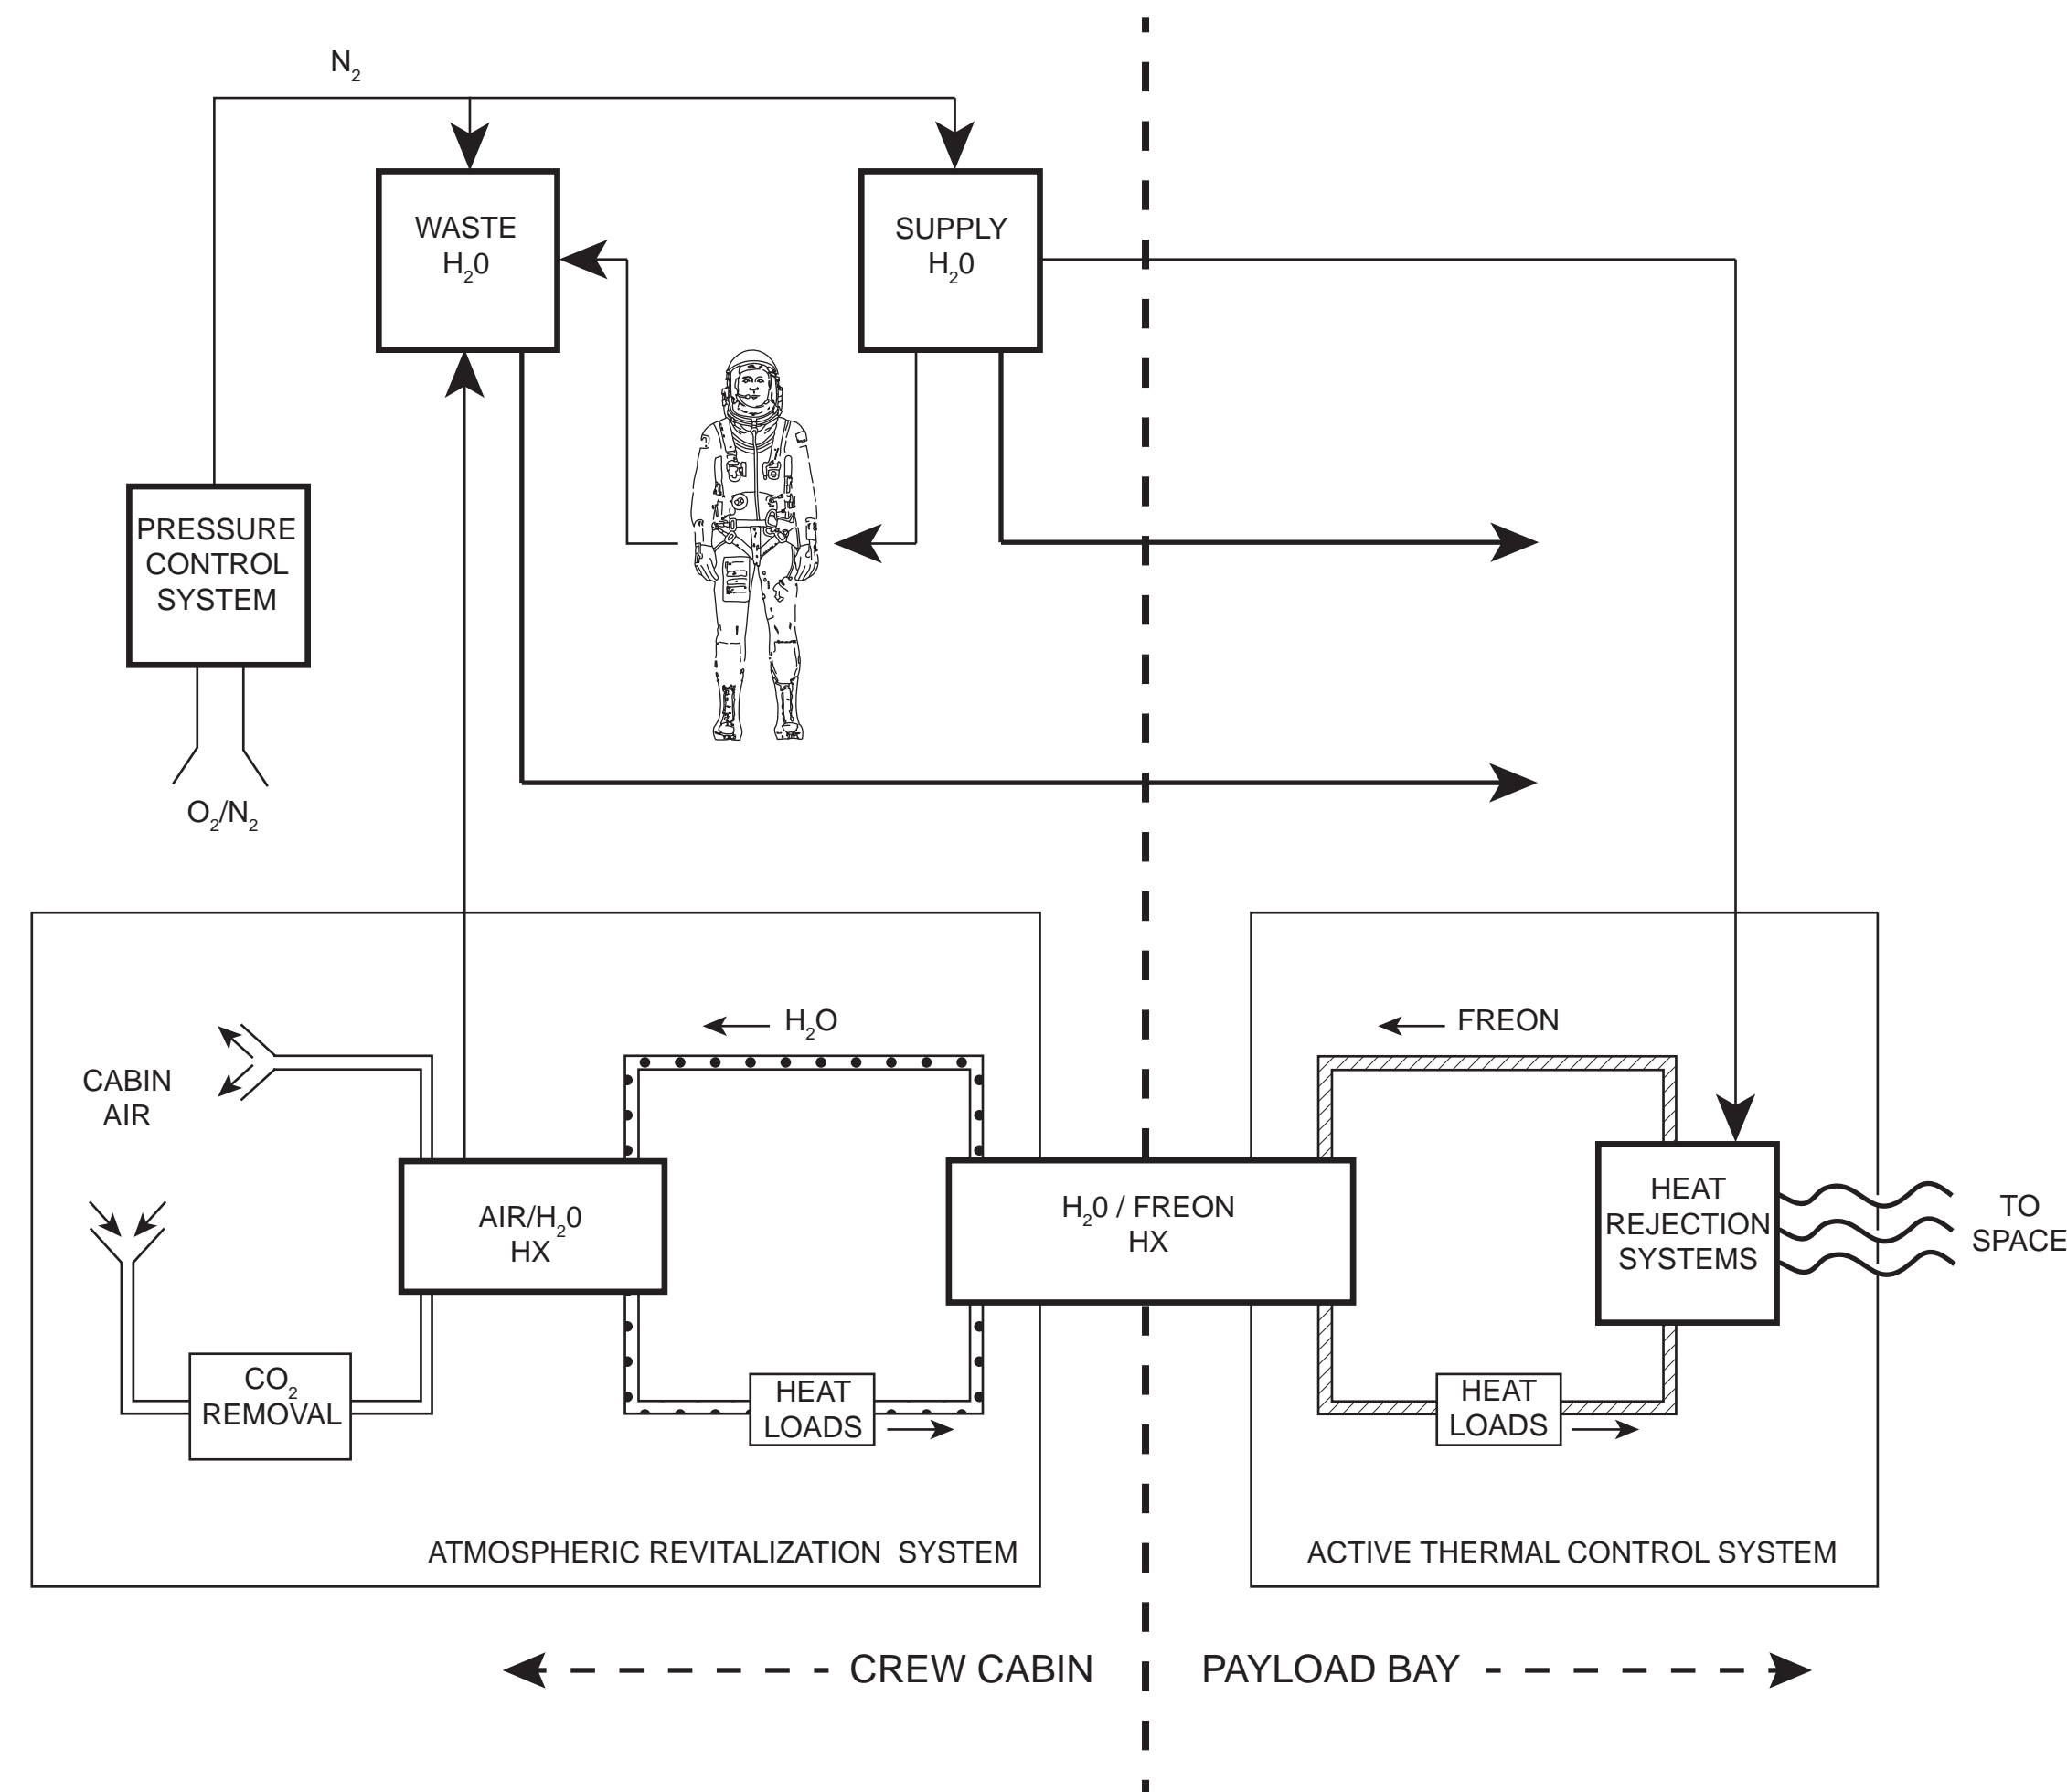 N₂
WASTE
H₂0
SUPPLY
H₂0
PRESSURE
CONTROL
SYSTEM
O₂/N₂
H₂O
FREON
CABIN
AIR
AIR/H₂0
HX
H₂0 / FREON
HX
HEAT
REJECTION
SYSTEMS
TO
SPACE
CO₂
REMOVAL
HEAT
LOADS
HEAT
LOADS
ATMOSPHERIC REVITALIZATION SYSTEM
ACTIVE THERMAL CONTROL SYSTEM
CREW CABIN
PAYLOAD BAY